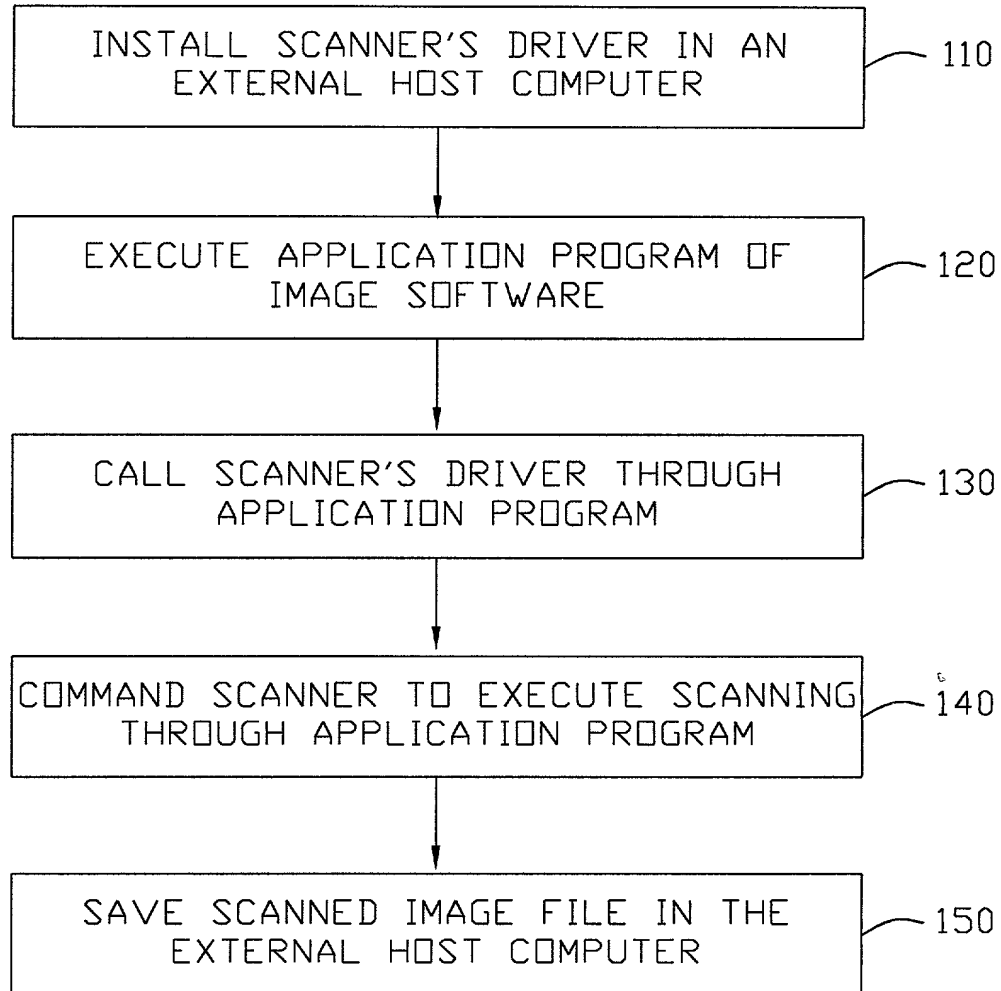 INSTALL SCANNER'S DRIVER IN AN
EXTERNAL HOST COMPUTER
110
EXECUTE APPLICATION PROGRAM OF
IMAGE SOFTWARE
120
CALL SCANNER'S DRIVER THROUGH
APPLICATION PROGRAM
130
COMMAND SCANNER TO EXECUTE SCANNING
THROUGH APPLICATION PROGRAM
140
SAVE SCANNED IMAGE FILE IN THE
EXTERNAL HOST COMPUTER
150